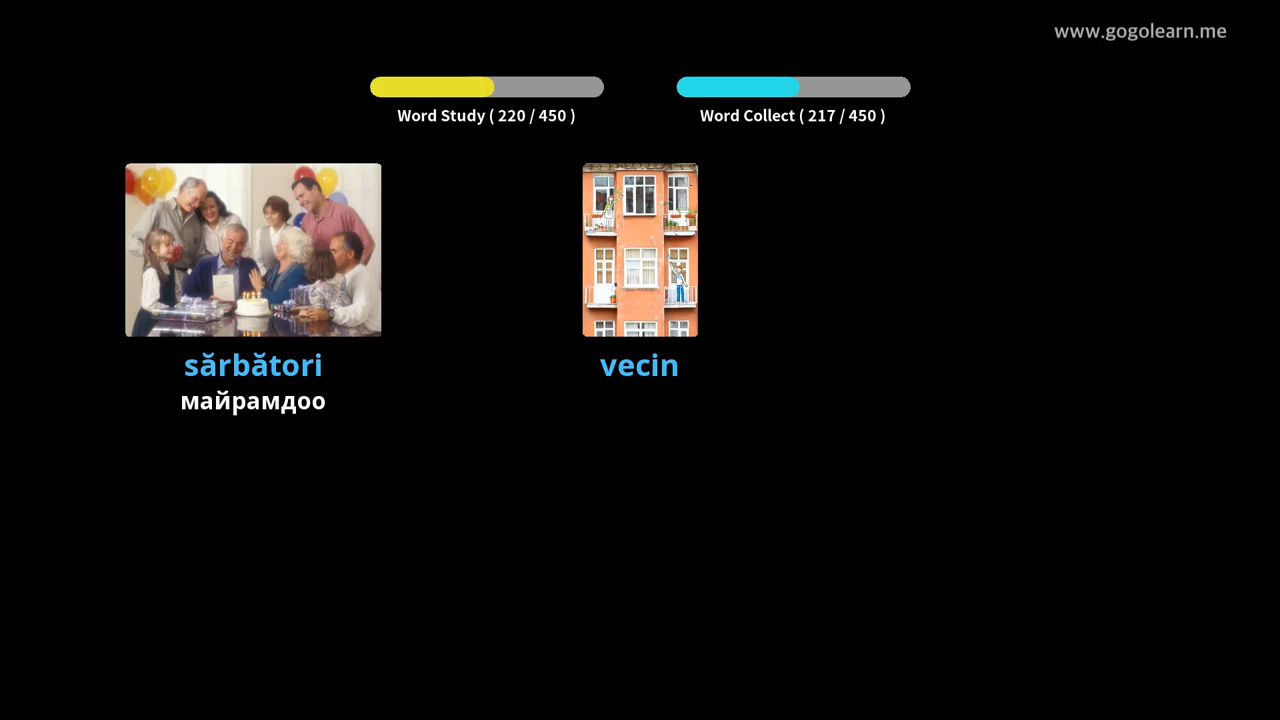 www.gogolearn.me
Word Study ( 220 / 450 )
Word Collect ( 217 / 450 )
sărbători
майрамдоо
vecin